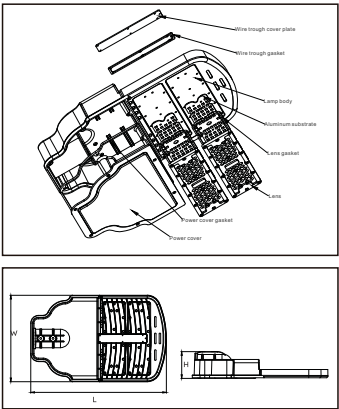 Wire trough cover plate
Wire trough gasket
Lamp body
Aluminum substrate
Lens gasket
Lens
Power cover gasket
Power cover
W
L
H